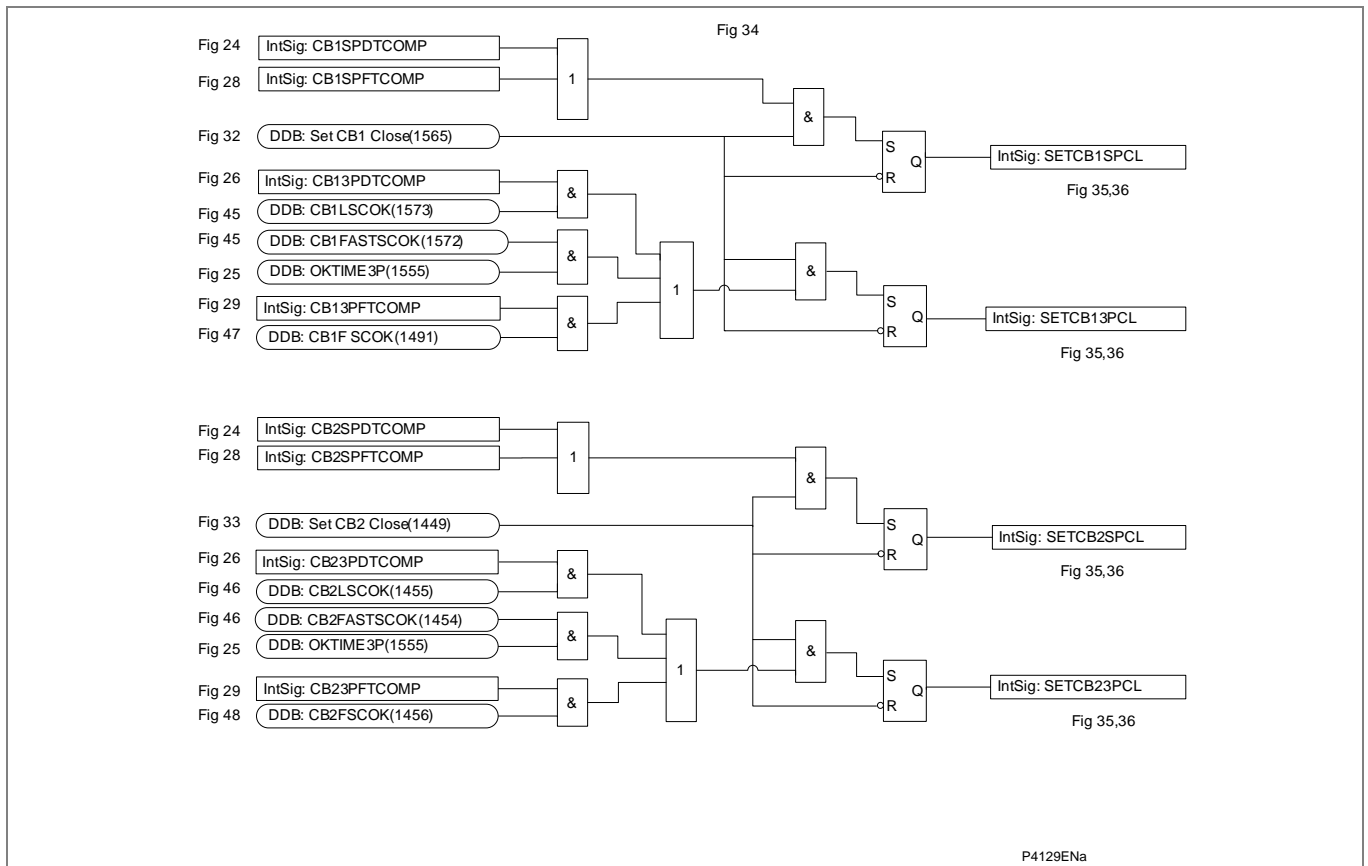 Fig 34
Fig 24 IntSig: CB1SPDTCOMP
Fig 28 IntSig: CB1SPFTCOMP
1
&
Fig 32 DDB: Set CB1 Close(1565)
S
Q
R
IntSig: SETCB1SPCL
Fig 35,36
Fig 26 IntSig: CB13PDTCOMP
&
Fig 45 DDB: CB1LSCOK(1573)
Fig 45 DDB: CB1FASTSCOK(1572)
&
Fig 25 DDB: OKTIME3P(1555)
Fig 29 IntSig: CB13PFTCOMP
&
Fig 47 DDB: CB1F SCOK(1491)
1
&
S
Q
R
IntSig: SETCB13PCL
Fig 35,36
Fig 24 IntSig: CB2SPDTCOMP
Fig 28 IntSig: CB2SPFTCOMP
1
&
Fig 33 DDB: Set CB2 Close(1449)
S
Q
R
IntSig: SETCB2SPCL
Fig 35,36
Fig 26 IntSig: CB23PDTCOMP
&
Fig 46 DDB: CB2LSCOK(1455)
Fig 46 DDB: CB2FASTSCOK(1454)
&
Fig 25 DDB: OKTIME3P(1555)
Fig 29 IntSig: CB23PFTCOMP
&
Fig 48 DDB: CB2FSCOK(1456)
1
&
S
Q
R
IntSig: SETCB23PCL
Fig 35,36
P4129ENa